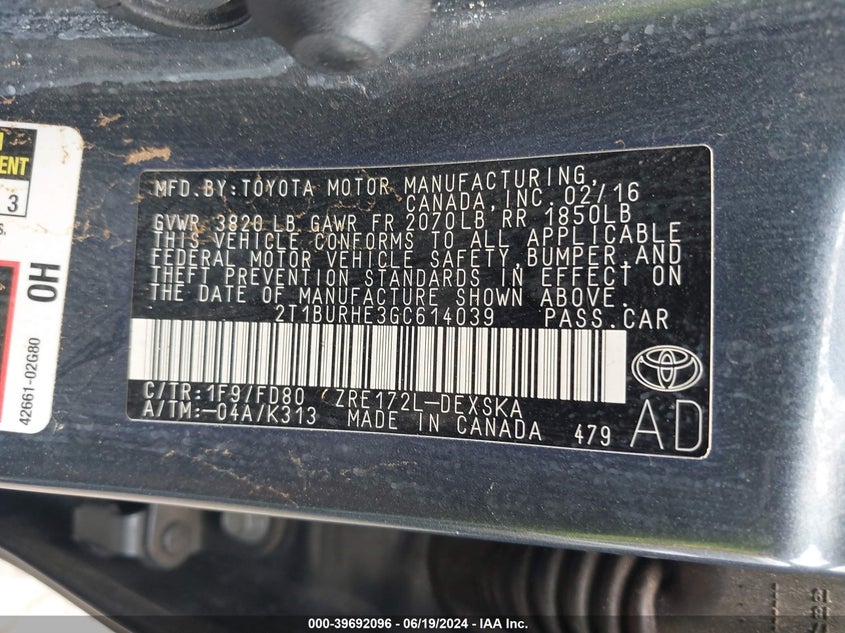 MFD. BY: TOYOTA MOTOR MANUFACTURING,
CANADA, INC. 02/16
GVWR 3820 LB GAWR FR 2070LB, RR 1850LB
THIS VEHICLE CONFORMS TO ALL APPLICABLE
FEDERAL MOTOR VEHICLE SAFETY, BUMPER, AND
THEFT PREVENTION STANDARDS IN EFFECT ON
THE DATE OF MANUFACTURE SHOWN ABOVE.
2T1BURHE3GC614039 PASS. CAR
C/TR: 1F9/FD80 ZRE172L-DEXSKA
A/TM: -04A/K313 MADE IN CANADA 479
AD
3
OH
42661-02G80
000-39692096 - 06/19/2024 - IAA Inc.